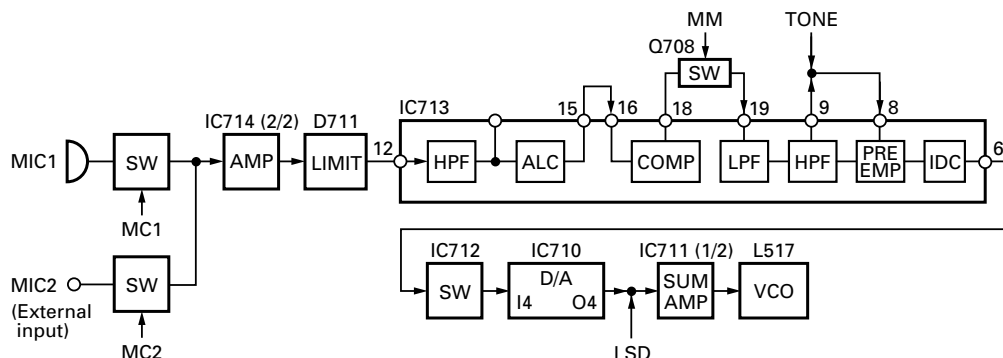 MM
TONE
Q708
SW
IC713
15
16
18
19
9
8
IC714 (2/2)
D711
MIC1
SW
AMP
LIMIT
12
HPF
ALC
COMP
LPF
HPF
PRE
EMP
IDC
6
MC1
MIC2
(External
input)
SW
MC2
IC712
IC710
IC711 (1/2)
L517
SW
D/A
I4
O4
SUM
AMP
VCO
LSD